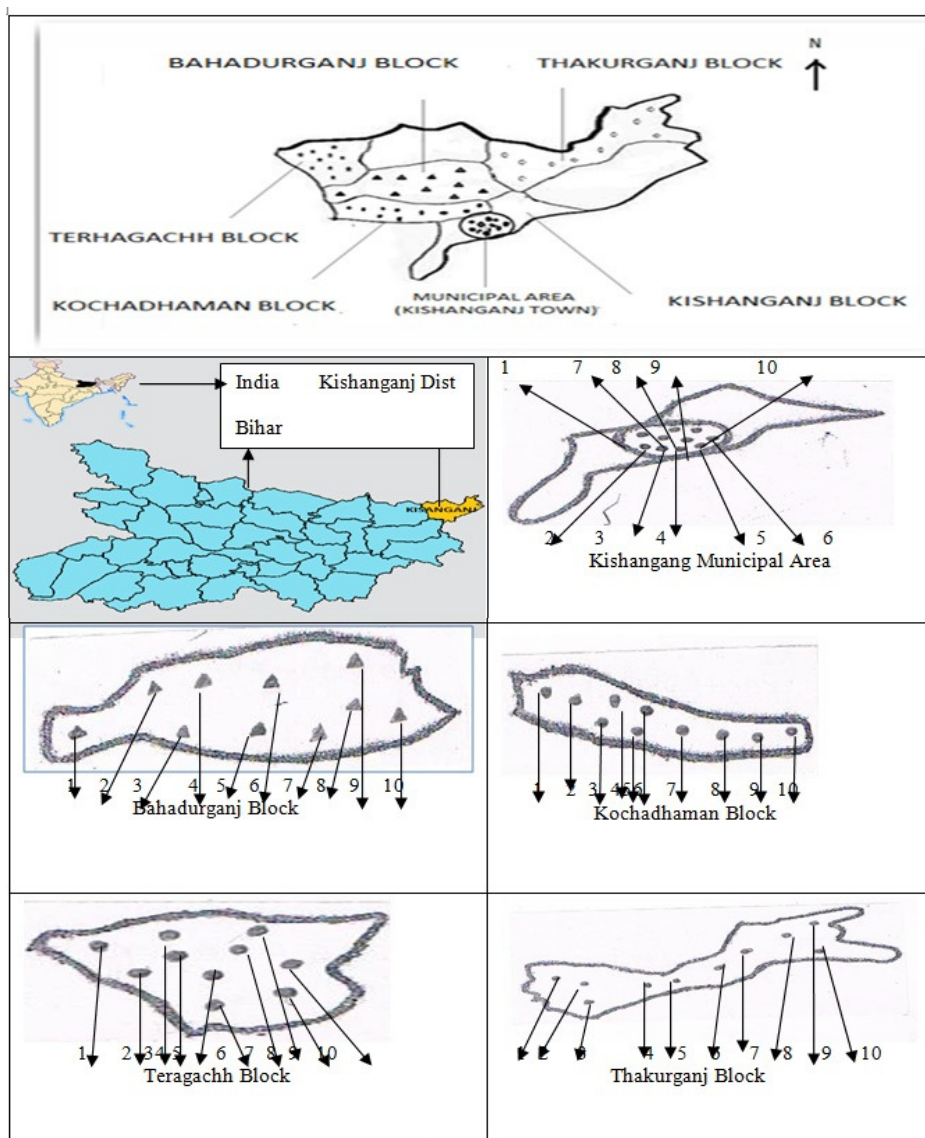 N
BAHADURGANJ BLOCK THAKURGANJ BLOCK
TERHAGACHH BLOCK
KOCHADHAMAN BLOCK
MUNICIPAL AREA
(KISHANGANJ TOWN)
KISHANGANJ BLOCK
India Kishanganj Dist
Bihar
KISANGANJ
1 7 8 9 10
2 3 4 5 6
Kishangang Municipal Area
1 2 3 4 5 6 7 8 9 10
Bahadurganj Block
1 2 3 4 5 6 7 8 9 10
Kochadhaman Block
1 2 3 4 5 6 7 8 9 10
Teragachh Block
1 2 3 4 5 6 7 8 9 10
Thakurganj Block